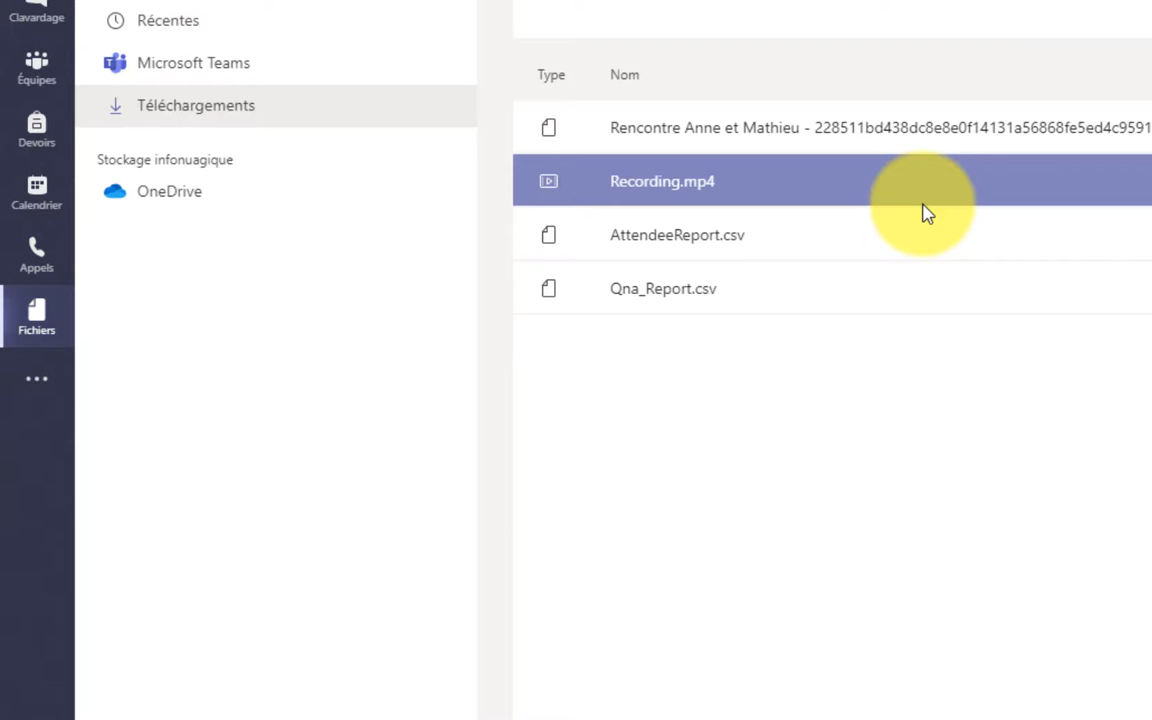 Clavardage
Équipes
Devoirs
Calendrier
Appels
Fichiers
Récentes
Microsoft Teams
Téléchargements
Stockage infonuagique
OneDrive
Type Nom
Rencontre Anne et Mathieu - 228511bd438dc8e8e0f14131a56868fe5ed4c9591
Recording.mp4
AttendeeReport.csv
Qna_Report.csv